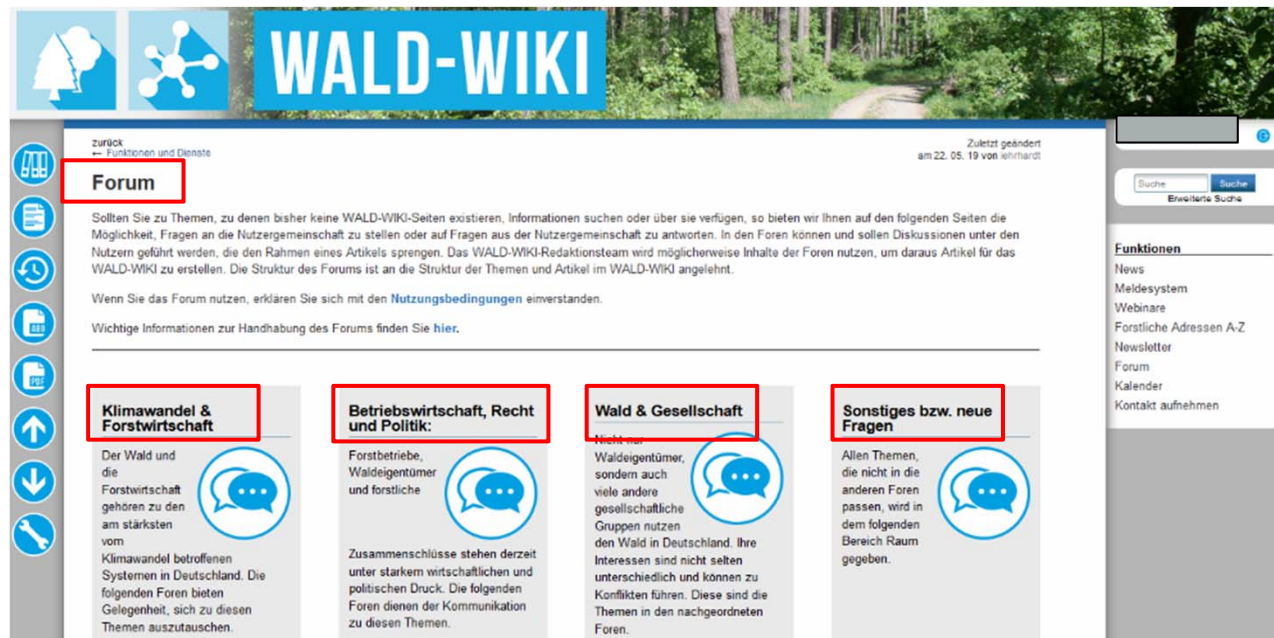 WALD-WIKI
zurück
← Funktionen und Dienste
Zuletzt geändert
am 22. 05. 19 von iehrhardt
Forum
Sollten Sie zu Themen, zu denen bisher keine WALD-WIKI-Seiten existieren, Informationen suchen oder über sie verfügen, so bieten wir Ihnen auf den folgenden Seiten die
Möglichkeit, Fragen an die Nutzergemeinschaft zu stellen oder auf Fragen aus der Nutzergemeinschaft zu antworten. In den Foren können und sollen Diskussionen unter den
Nutzern geführt werden, die den Rahmen eines Artikels sprengen. Das WALD-WIKI-Redaktionsteam wird möglicherweise Inhalte der Foren nutzen, um daraus Artikel für das
WALD-WIKI zu erstellen. Die Struktur des Forums ist an die Struktur der Themen und Artikel im WALD-WIKI angelehnt.
Wenn Sie das Forum nutzen, erklären Sie sich mit den Nutzungsbedingungen einverstanden.
Wichtige Informationen zur Handhabung des Forums finden Sie hier.
Klimawandel &
Forstwirtschaft
Der Wald und
die
Forstwirtschaft
gehören zu den
am stärksten
vom
Klimawandel betroffenen
Systemen in Deutschland. Die
folgenden Foren bieten
Gelegenheit, sich zu diesen
Themen auszutauschen.
Betriebswirtschaft, Recht
und Politik:
Forstbetriebe,
Waldeigentümer
und forstliche
Zusammenschlüsse stehen derzeit
unter starkem wirtschaftlichen und
politischen Druck. Die folgenden
Foren dienen der Kommunikation
zu diesen Themen.
Wald & Gesellschaft
Nicht nur
Waldeigentümer,
sondern auch
viele andere
gesellschaftliche
Gruppen nutzen
den Wald in Deutschland. Ihre
Interessen sind nicht selten
unterschiedlich und können zu
Konflikten führen. Diese sind die
Themen in den nachgeordneten
Foren.
Sonstiges bzw. neue
Fragen
Allen Themen,
die nicht in die
anderen Foren
passen, wird in
dem folgenden
Bereich Raum
gegeben.
Suche
Suche
Erweiterte Suche
Funktionen
News
Meldesystem
Webinare
Forstliche Adressen A-Z
Newsletter
Forum
Kalender
Kontakt aufnehmen
ABO
PDF